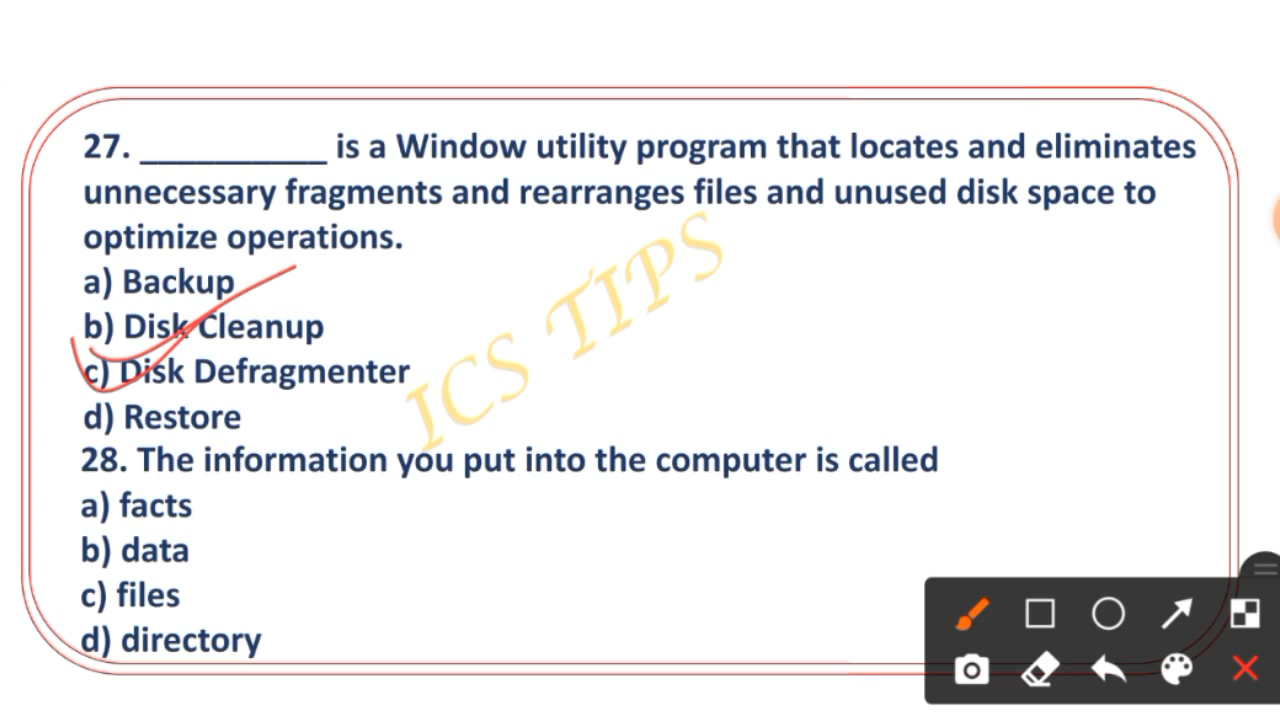 27. __________ is a Window utility program that locates and eliminates
unnecessary fragments and rearranges files and unused disk space to
optimize operations.
a) Backup
b) Disk Cleanup
c) Disk Defragmenter
d) Restore
28. The information you put into the computer is called
a) facts
b) data
c) files
d) directory
ICS TIPS